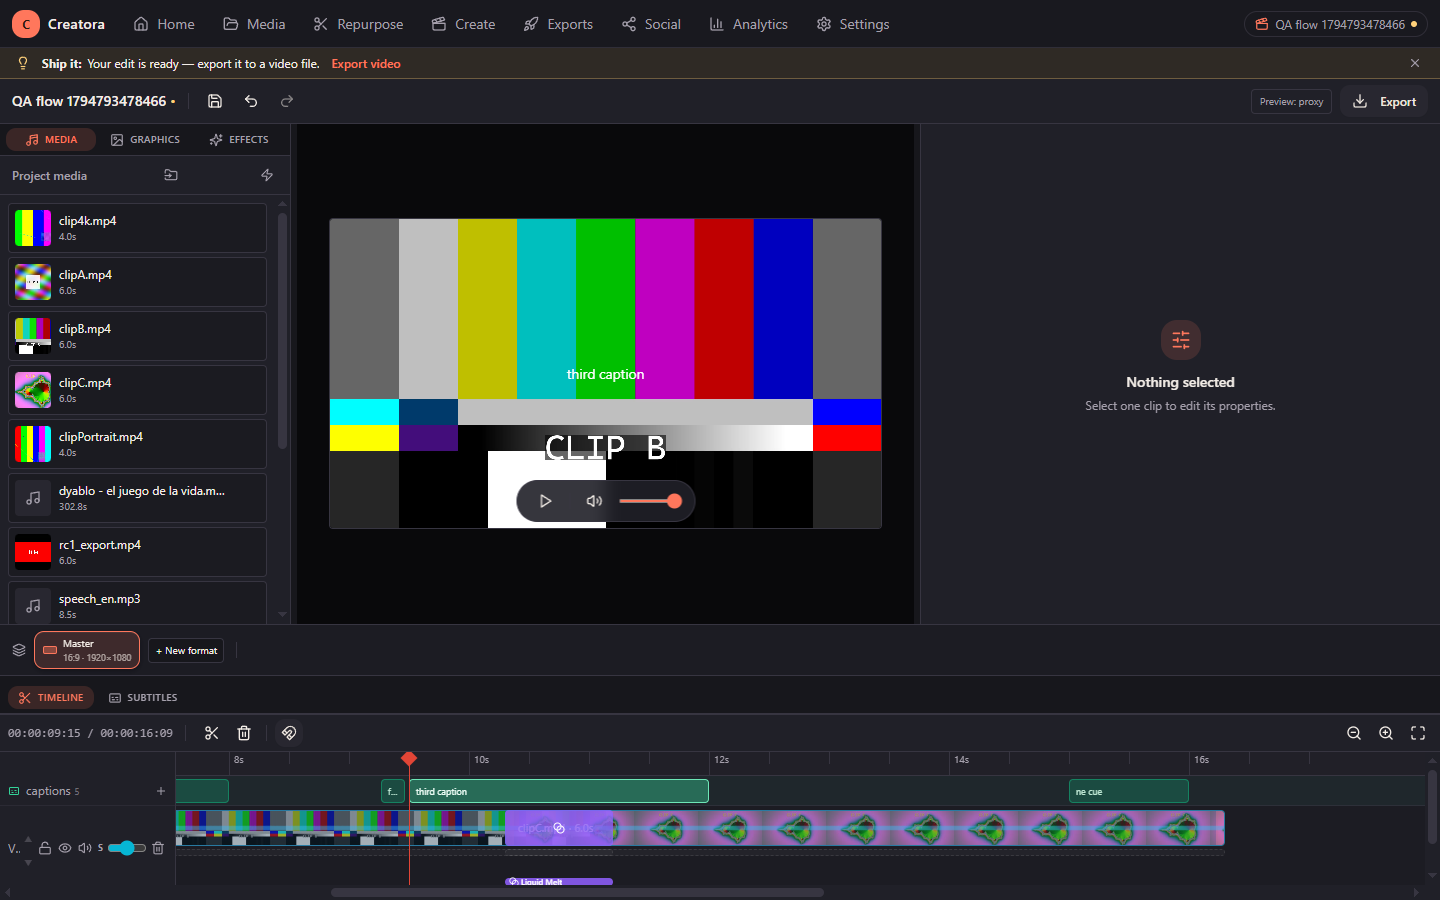 C Creatora Home Media Repurpose Create Exports Social Analytics Settings QA flow 1794793478466
Ship it: Your edit is ready — export it to a video file. Export video
QA flow 1794793478466 Preview: proxy Export
MEDIA GRAPHICS EFFECTS
Project media
clip4k.mp4
4.0s
clipA.mp4
6.0s
clipB.mp4
6.0s
clipC.mp4
6.0s
clipPortrait.mp4
4.0s
dyablo - el juego de la vida.m...
302.8s
rc1_export.mp4
6.0s
speech_en.mp3
8.5s
third caption
CLIP B
Nothing selected
Select one clip to edit its properties.
Master
16:9 · 1920×1080
+ New format
TIMELINE SUBTITLES
00:00:09:15 / 00:00:16:09
8s 10s 12s 14s 16s
captions 5
f... third caption ne cue
V.. 5
6.0s
Liquid Melt